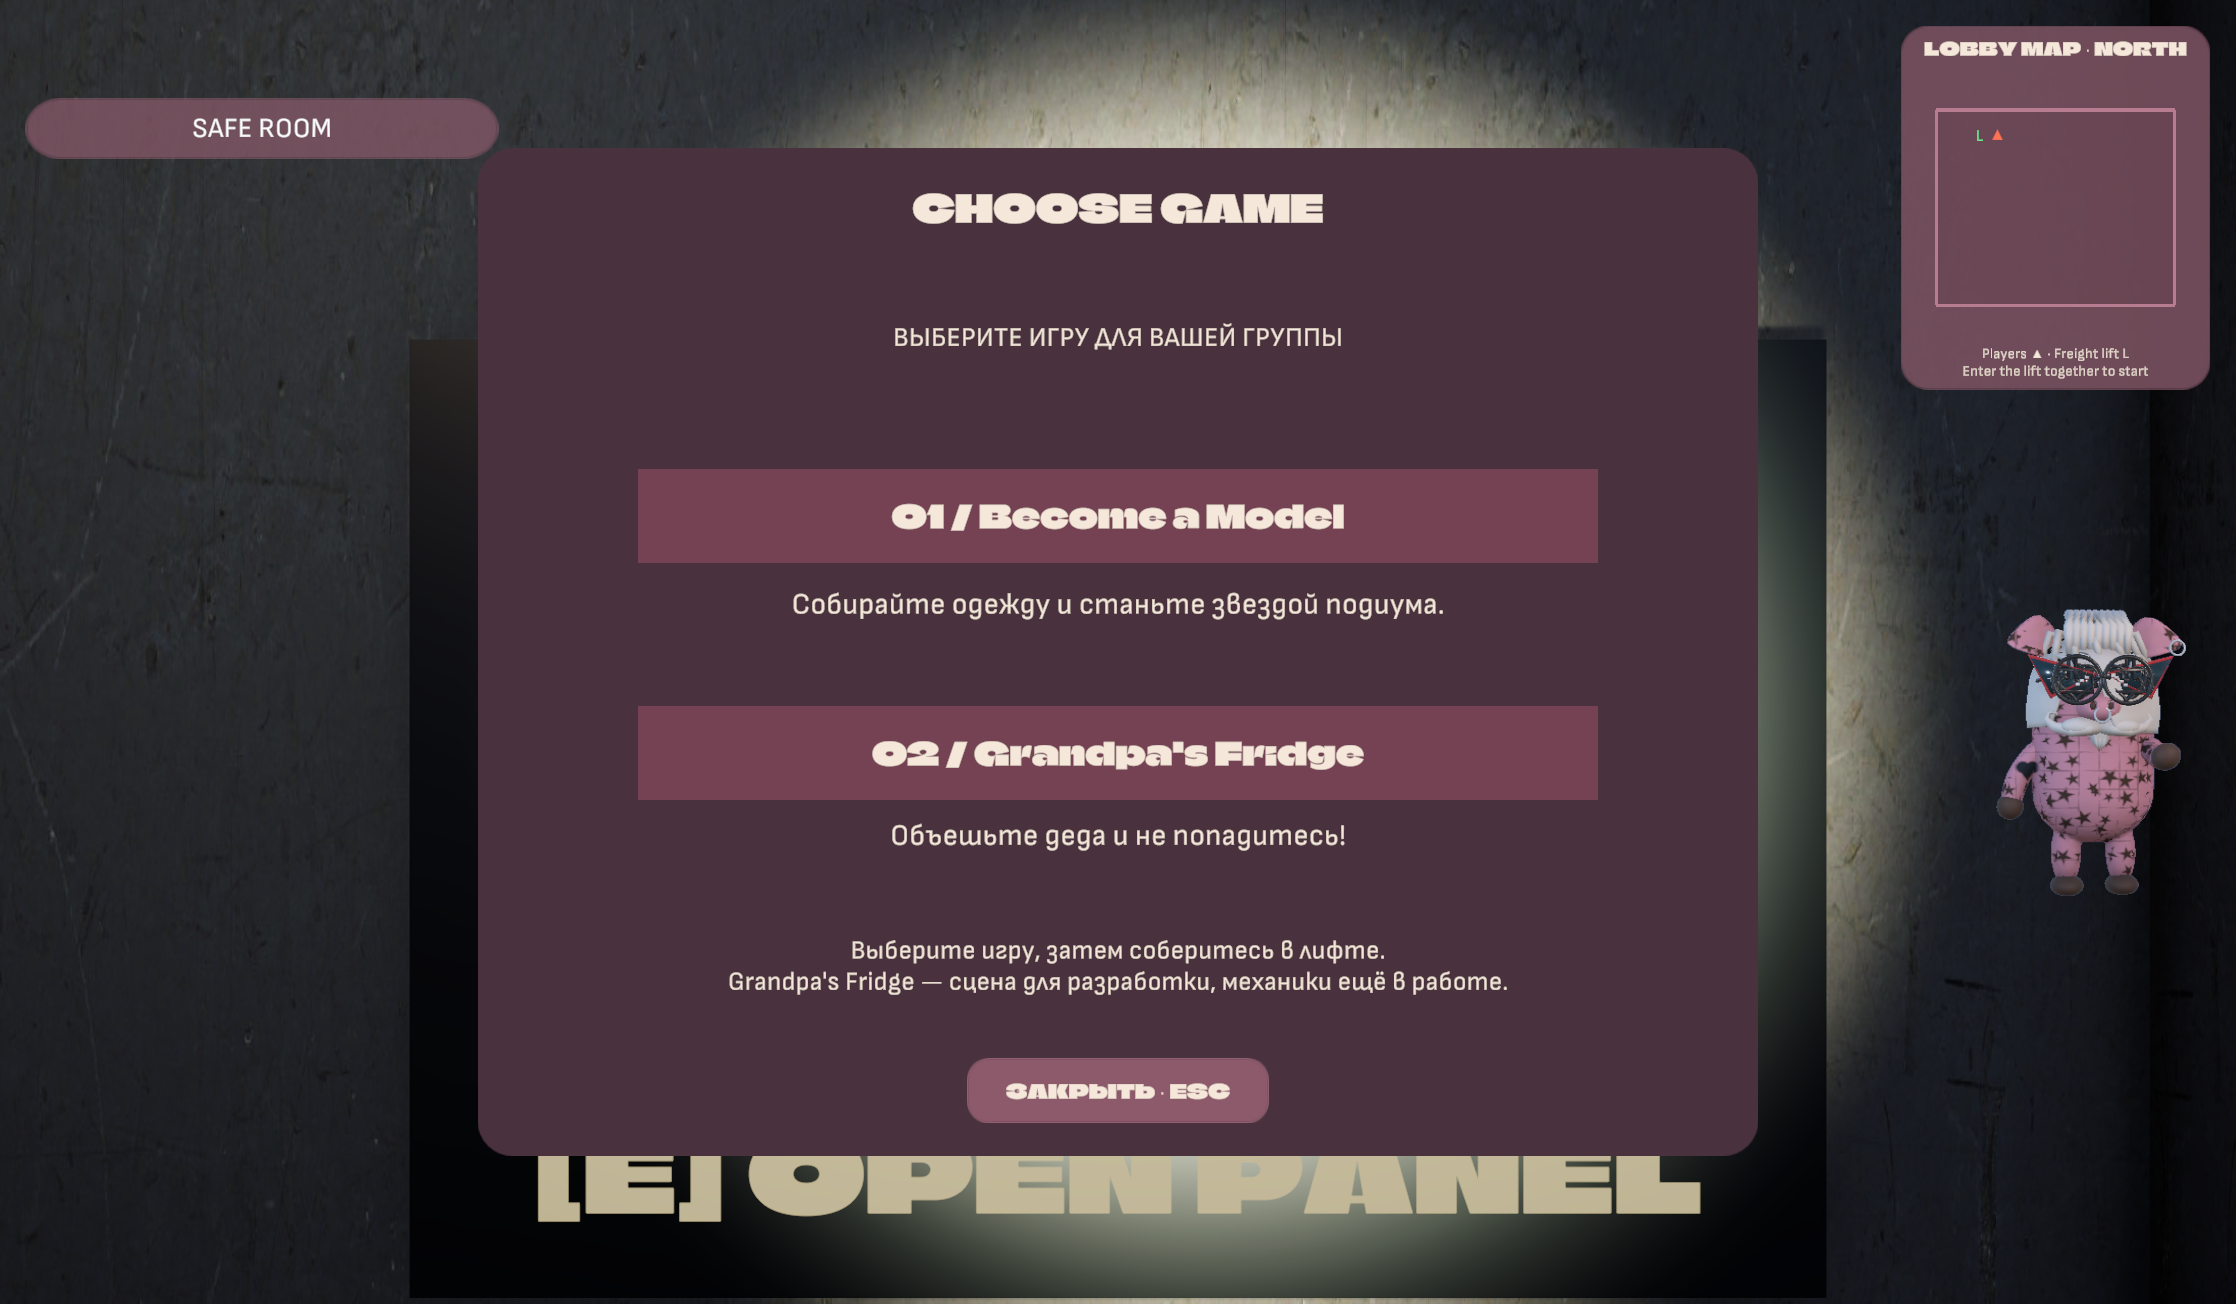 SAFE ROOM
LOBBY MAP · NORTH
L ▲
Players ▲ · Freight lift L
Enter the lift together to start
CHOOSE GAME
ВЫБЕРИТЕ ИГРУ ДЛЯ ВАШЕЙ ГРУППЫ
01 / Become a Model
Собирайте одежду и станьте звездой подиума.
02 / Grandpa's Fridge
Объешьте деда и не попадитесь!
Выберите игру, затем соберитесь в лифте.
Grandpa's Fridge — сцена для разработки, механики ещё в работе.
ЗАКРЫТЬ · ESC
[E] OPEN PANEL